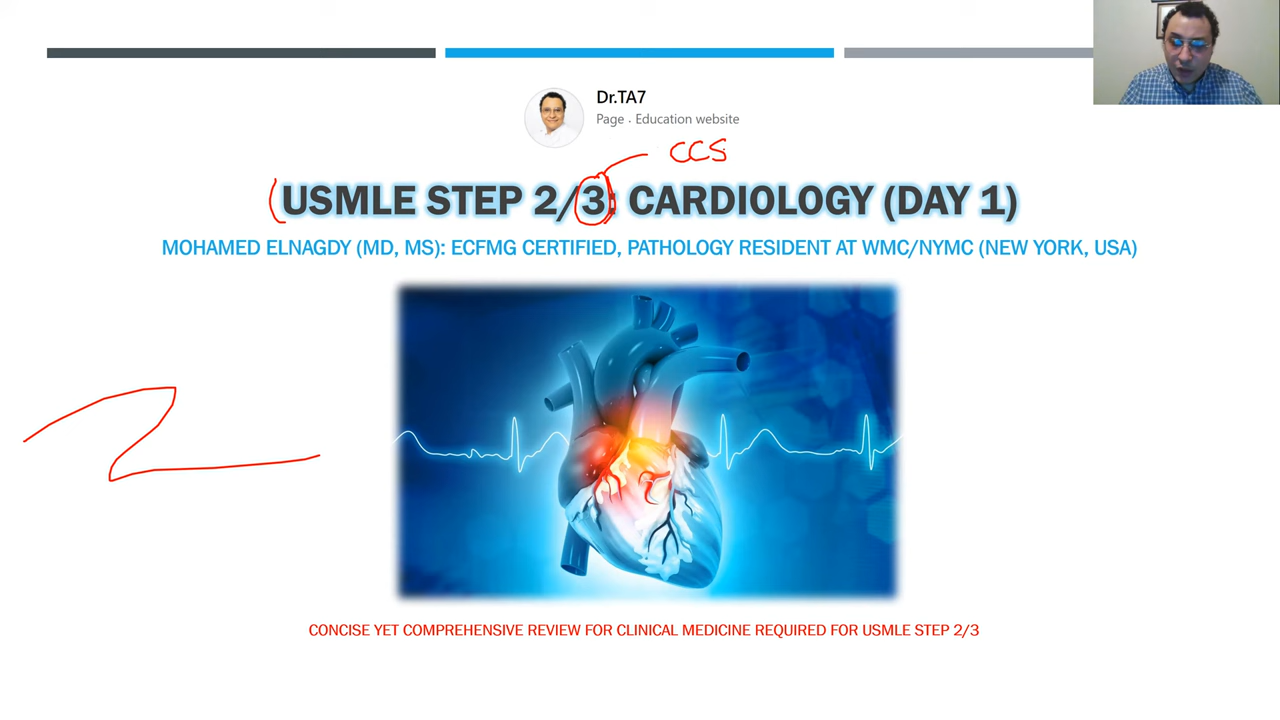 Dr.TA7
Page · Education website
CCS
USMLE STEP 2/3: CARDIOLOGY (DAY 1)
MOHAMED ELNAGDY (MD, MS): ECFMG CERTIFIED, PATHOLOGY RESIDENT AT WMC/NYMC (NEW YORK, USA)
CONCISE YET COMPREHENSIVE REVIEW FOR CLINICAL MEDICINE REQUIRED FOR USMLE STEP 2/3